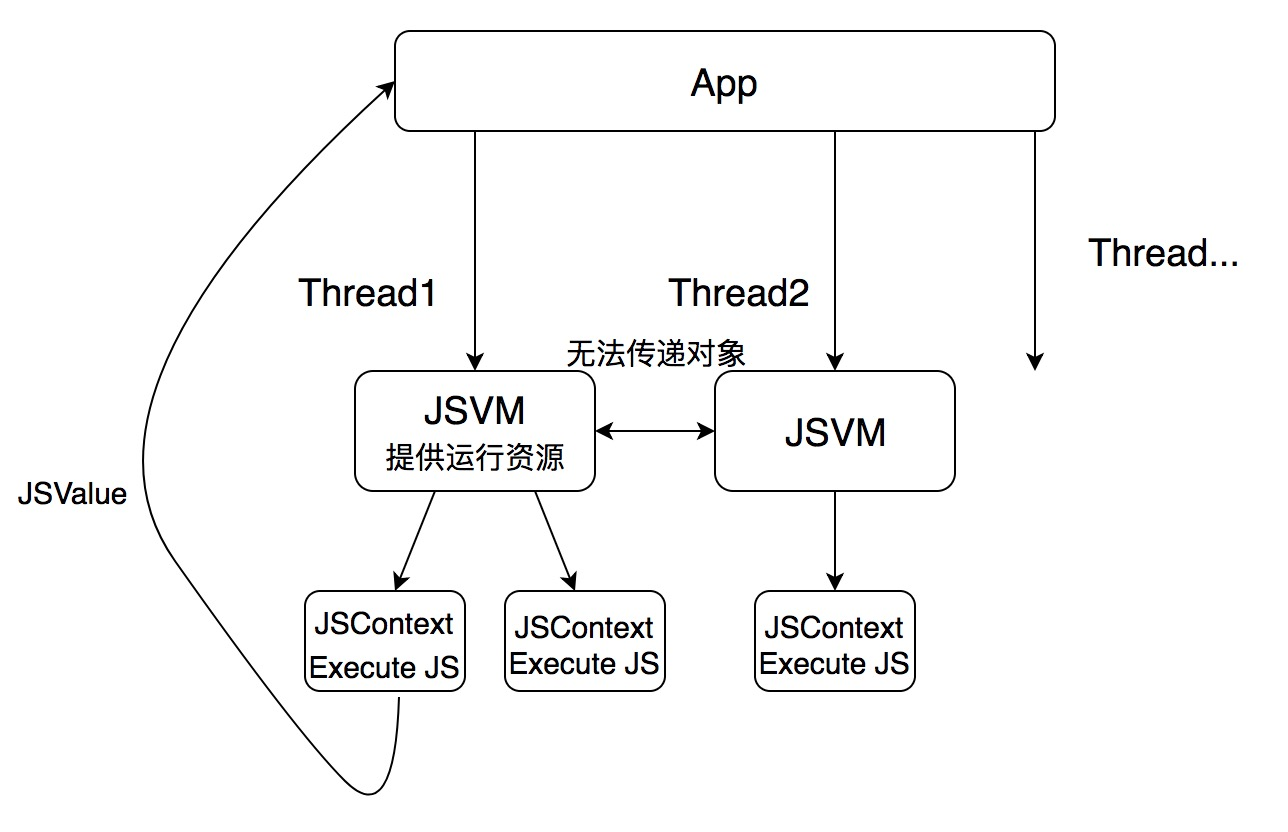 App
Thread...
Thread1
Thread2
无法传递对象
JSVM
提供运行资源
JSVM
JSValue
JSContext
Execute JS
JSContext
Execute JS
JSContext
Execute JS